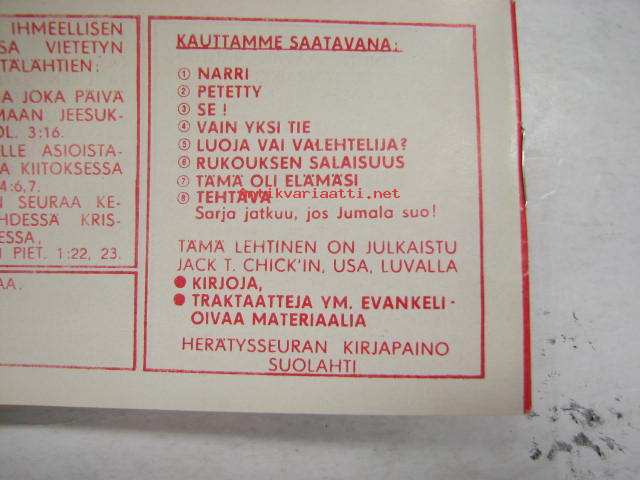 IHMEELLISEN
SA VIETETYN
TÄLÄHTIEN:
A JOKA PÄIVÄ
MAAN JEESUK-
OL. 3:16.
LLE ASIOISTA-
A KIITOKSESSA
4:6,7.
N SEURAA KE-
HDESSÄ KRIS-
ESSA,
PIET. 1:22, 23.
AA.
KAUTTAMME SAATAVANA:
① NARRI
② PETETTY
③ SE!
④ VAIN YKSI TIE
⑤ LUOJA VAI VALEHTELIJA?
⑥ RUKOUKSEN SALAISUUS
⑦ TÄMÄ OLI ELÄMÄSI
⑧ TEHTÄVÄ
Sarja jatkuu, jos Jumala suo!
TÄMÄ LEHTINEN ON JULKAISTU
JACK T. CHICK'IN, USA, LUVALLA
● KIRJOJA,
● TRAKTAATTEJA YM. EVANKELI-
OIVAA MATERIAALIA
HERÄTYSSEURAN KIRJAPAINO
SUOLAHTI
antikvariaatti.net